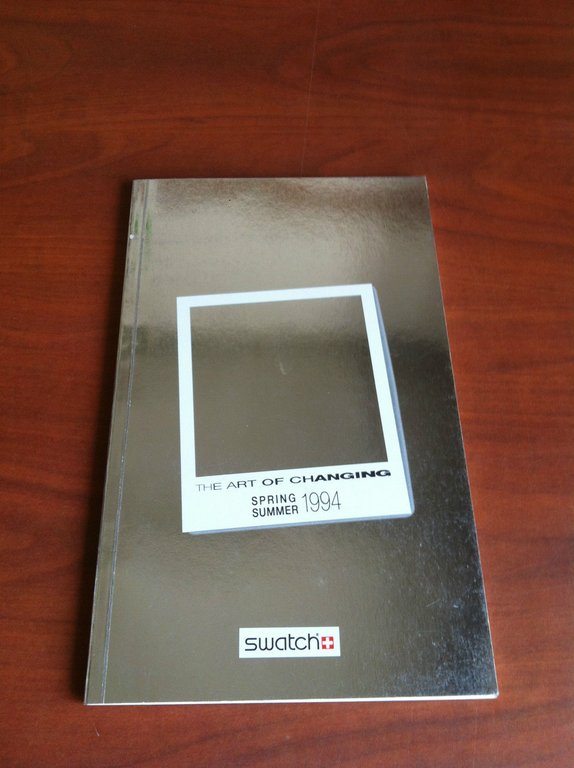 THE ART OF CHANGING
SPRING
SUMMER 1994
swatch